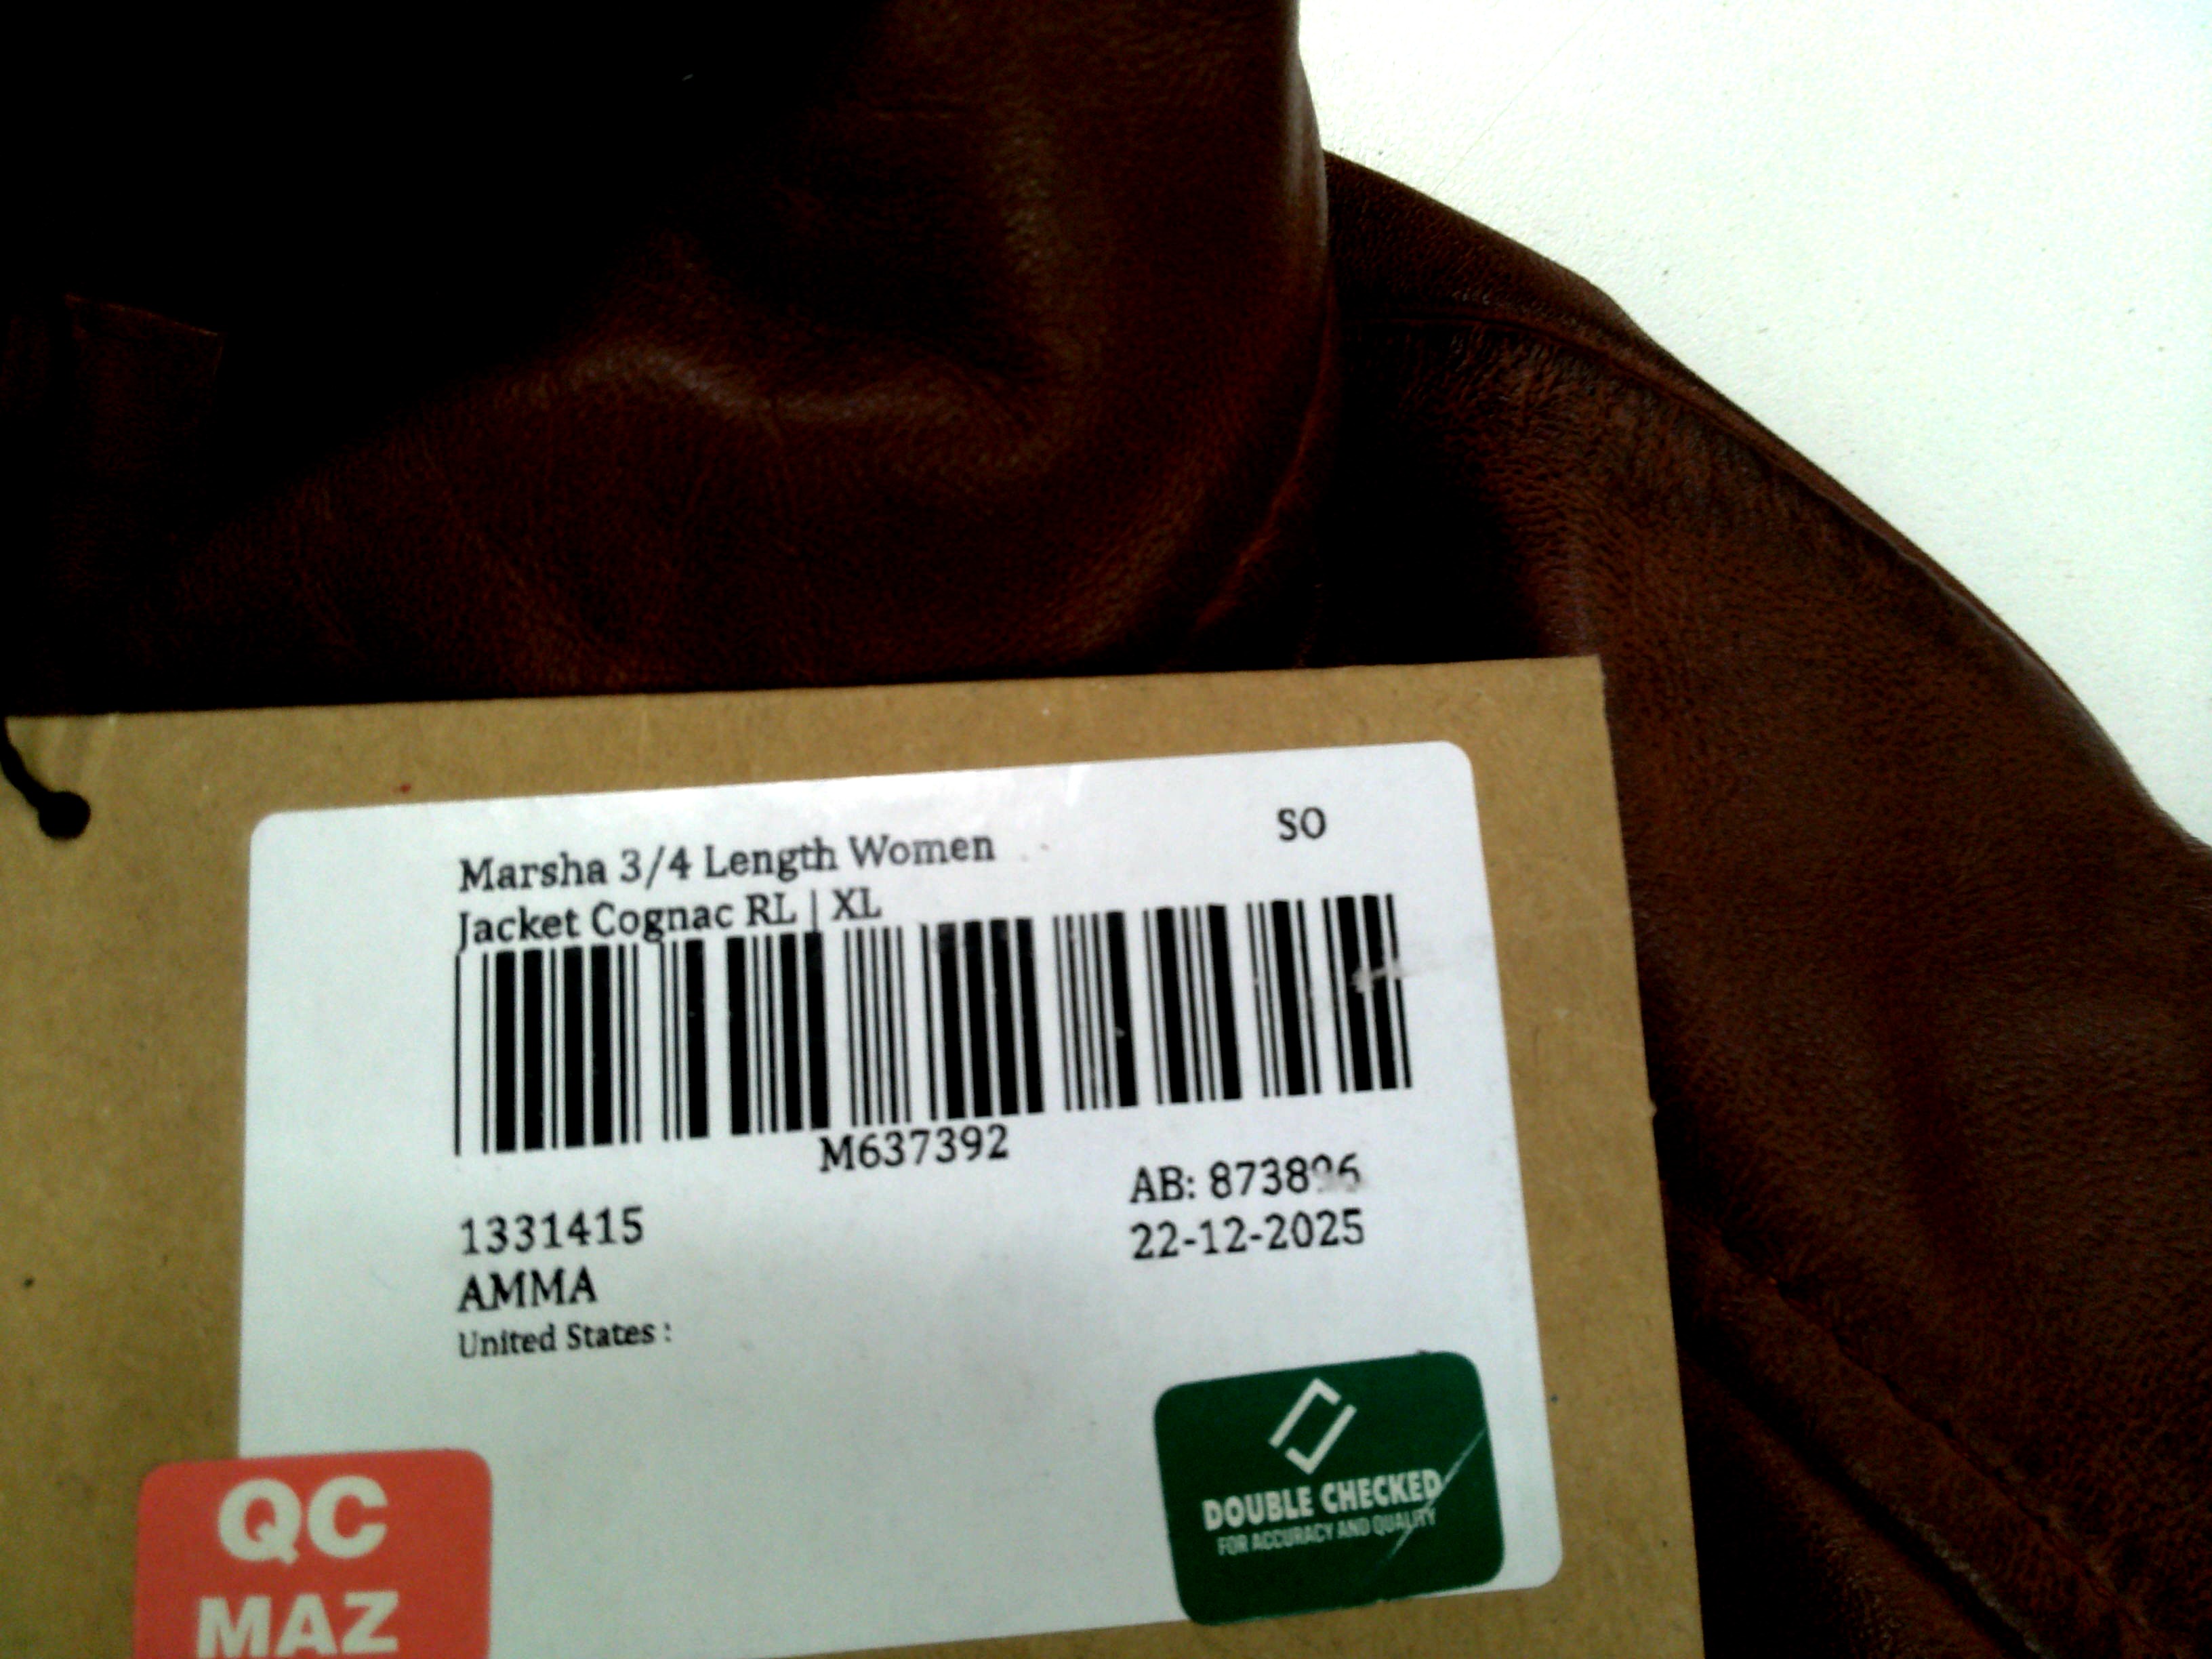 Marsha 3/4 Length Women
SO
Jacket Cognac RL | XL
M637392
AB: 873896
1331415
22-12-2025
AMMA
United States :
DOUBLE CHECKED
FOR ACCURACY AND QUALITY
QC
MAZ